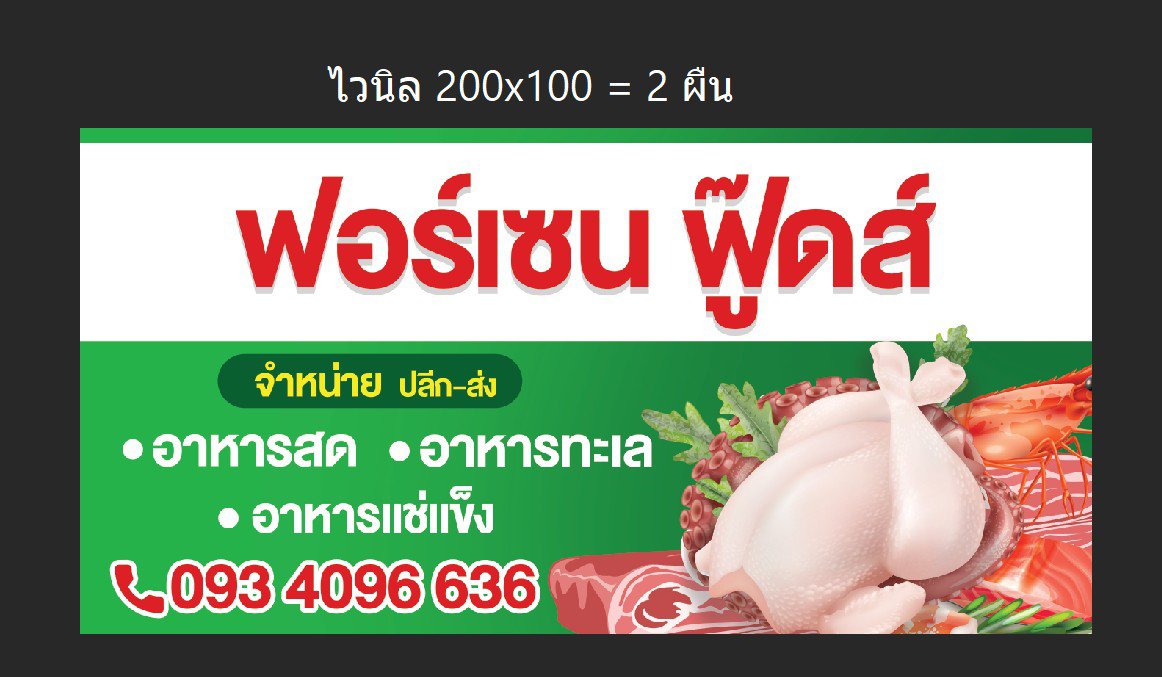 ไวนิล 200x100 = 2 ผืน
ฟอร์เซน ฟู๊ดส์
จำหน่าย ปลีก-ส่ง
• อาหารสด • อาหารทะเล
• อาหารแช่แข็ง
093 4096 636